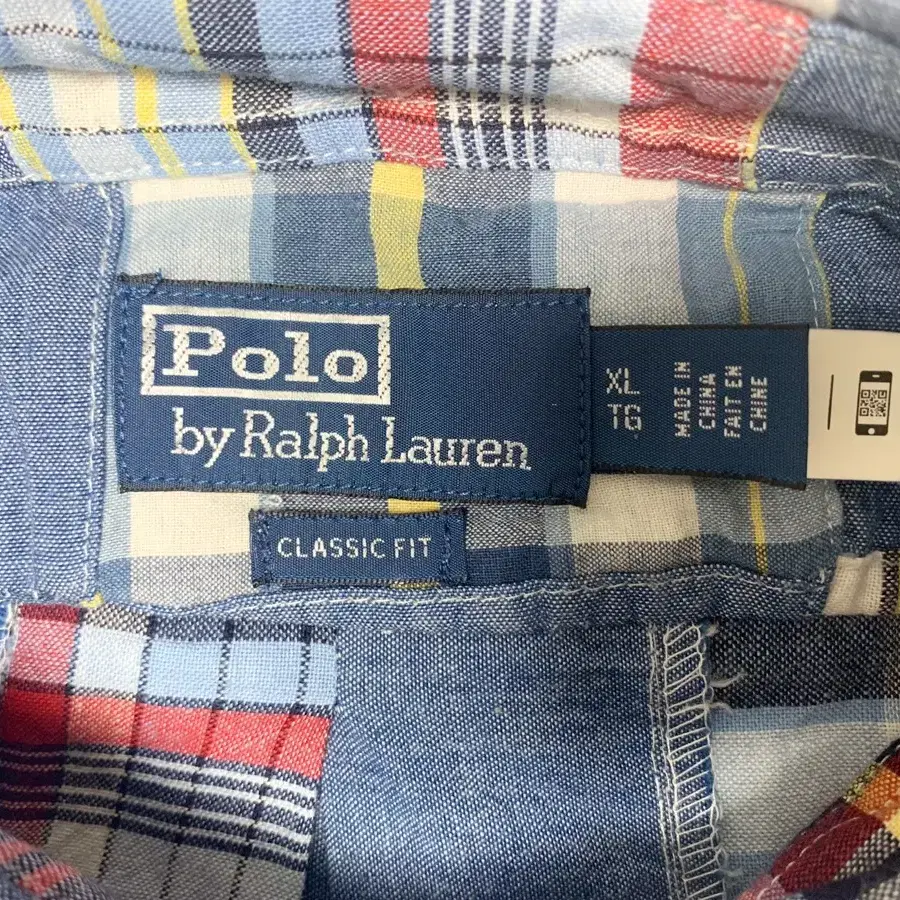 Polo
by Ralph Lauren
XL
TG
MADE IN
CHINA
FAIT EN
CHINE
CLASSIC FIT